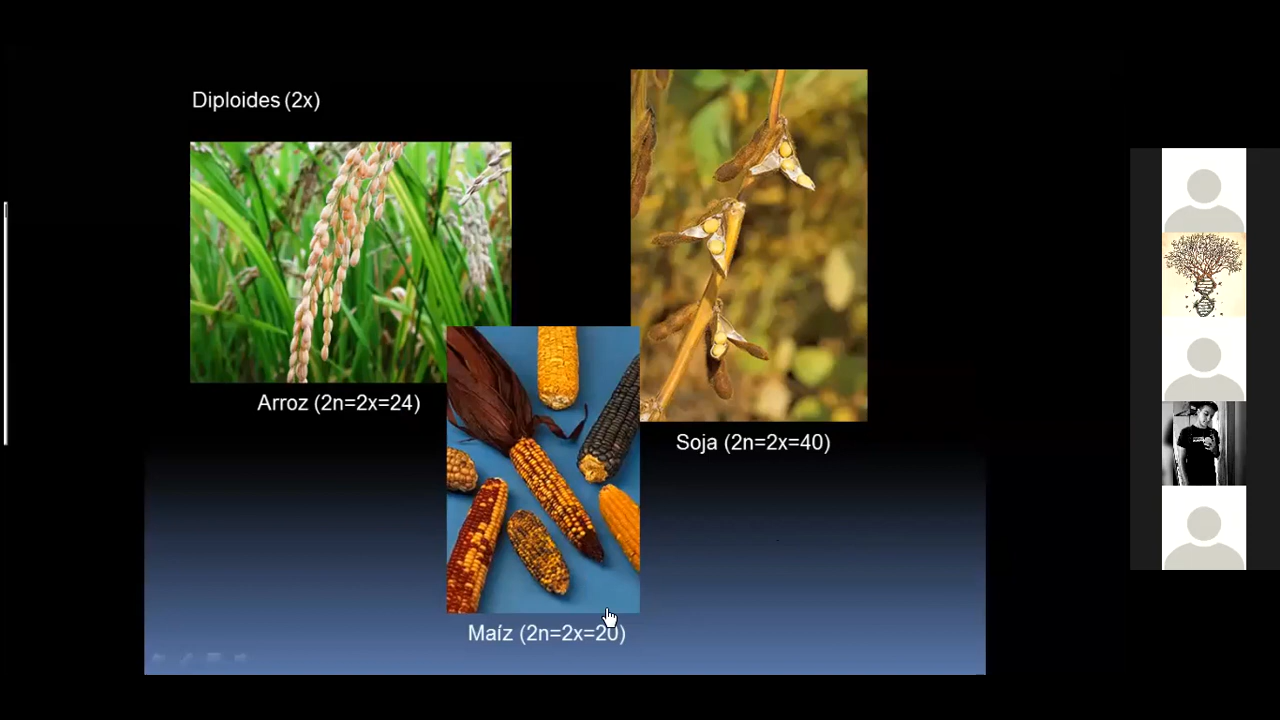 Diploides (2x)
Arroz (2n=2x=24)
Soja (2n=2x=40)
Maíz (2n=2x=20)